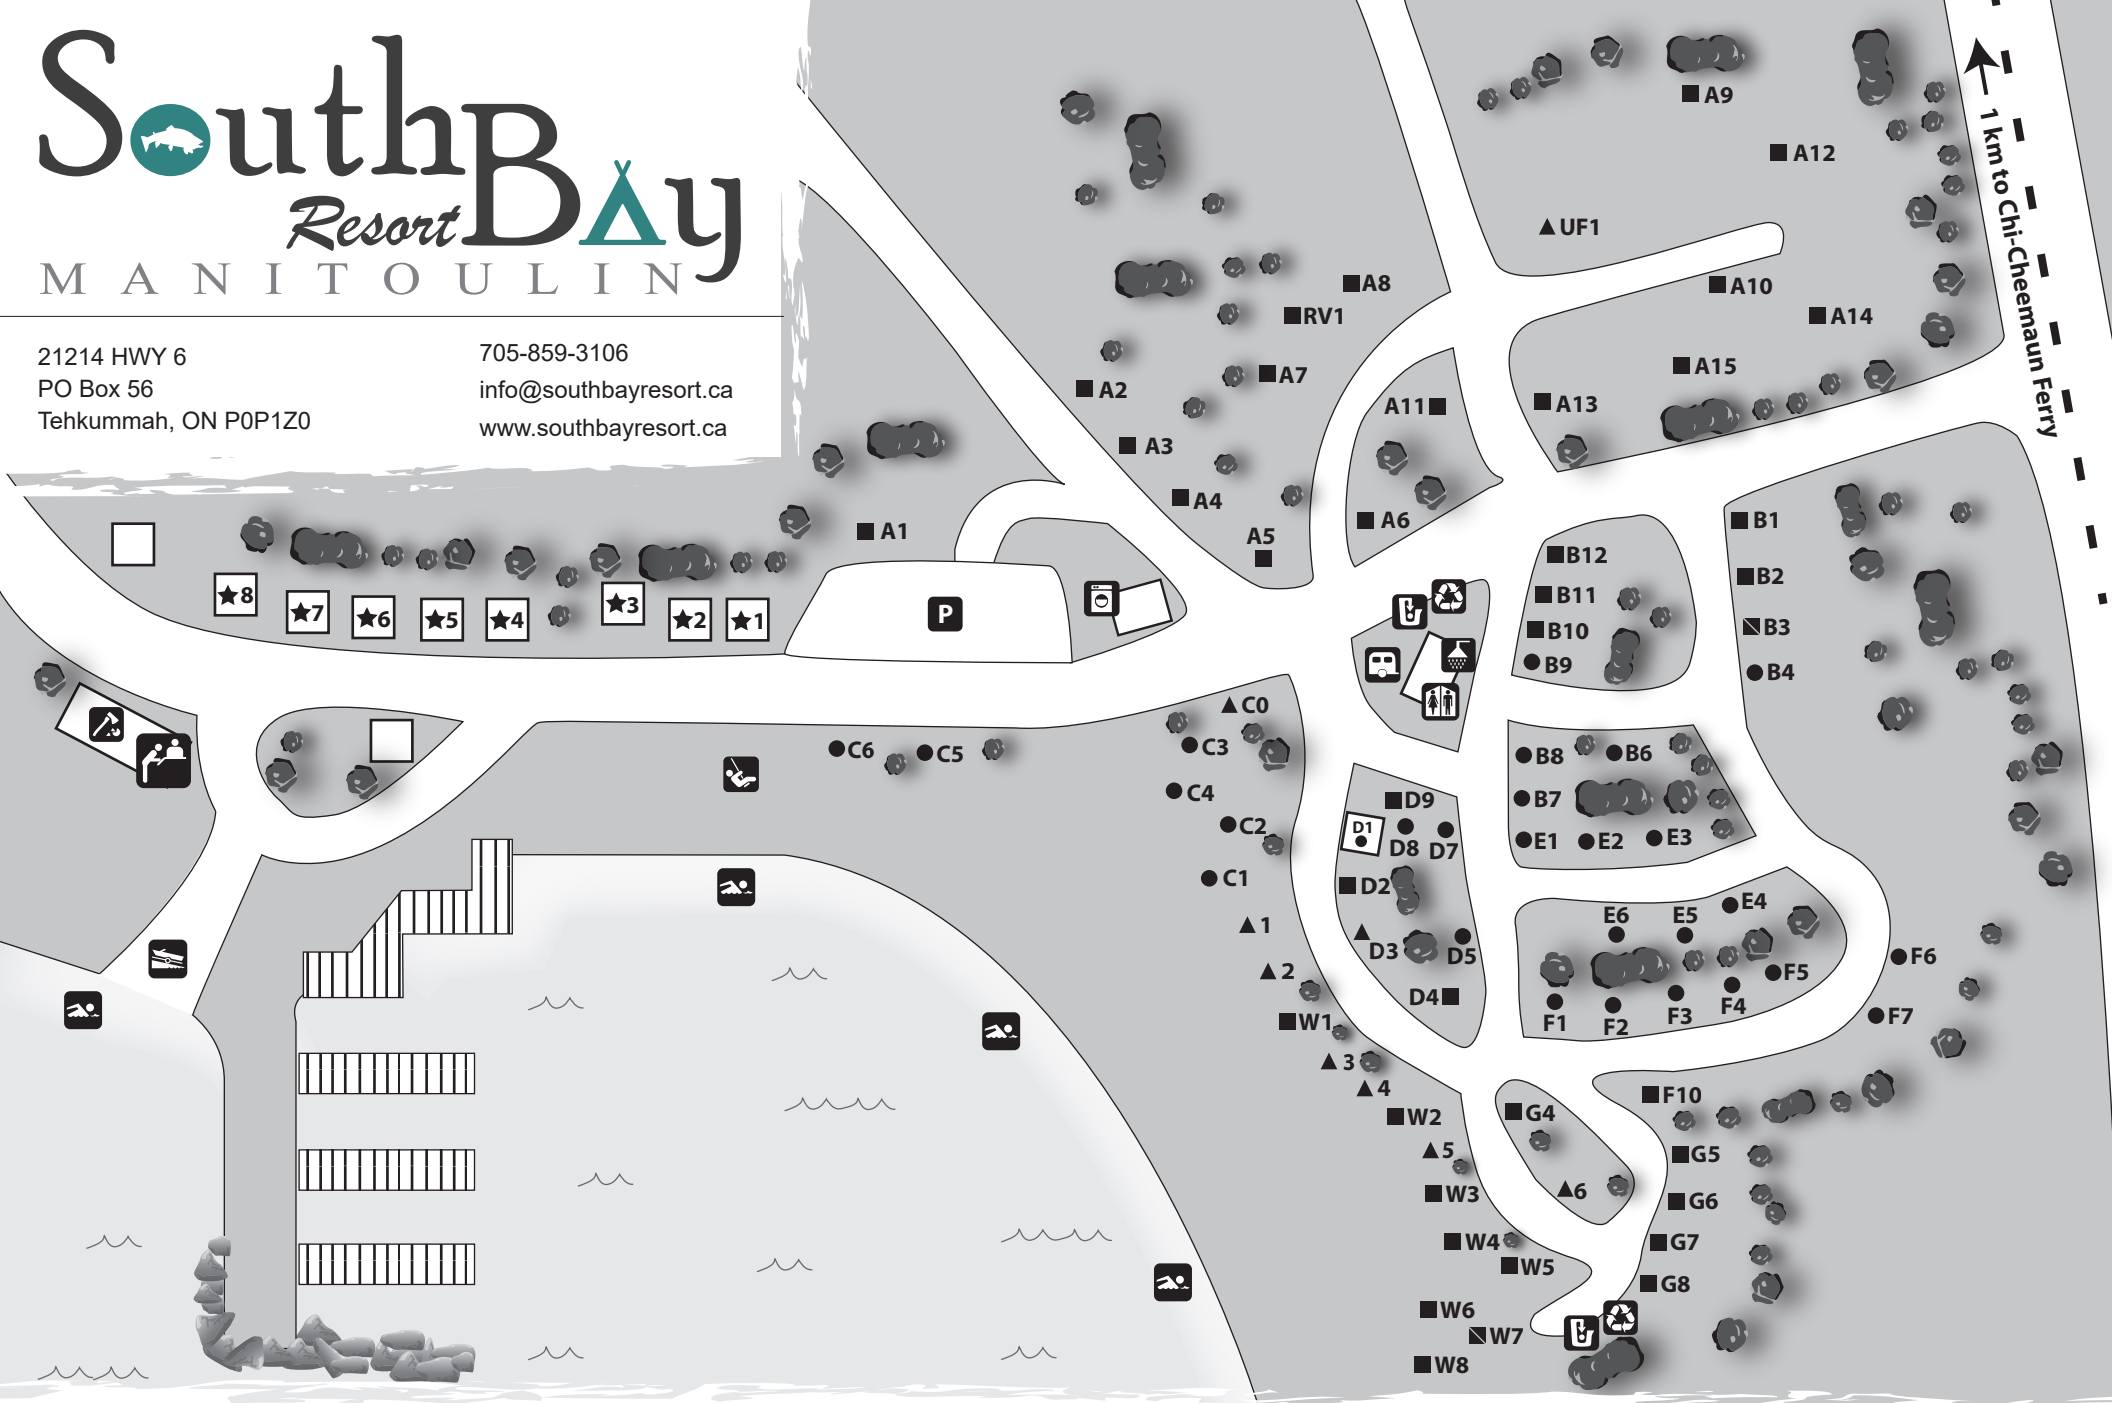 South Bay
Resort
MANITOULIN
21214 HWY 6
PO Box 56
Tehkummah, ON P0P1Z0
705-859-3106
info@southbayresort.ca
www.southbayresort.ca
1 km to Chi-Cheemaun Ferry
A9
A12
UF1
A10
A14
A15
A13
A8
RV1
A7
A2
A11
A3
A4
A6
A5
A1
8
7
6
5
4
3
2
1
P
B1
B2
B3
B4
B12
B11
B10
B9
B8
B6
B7
E1
E2
E3
C0
C3
C6
C5
C4
C2
C1
D9
D1
D8
D7
D2
D3
D5
D4
E6
E5
E4
F5
F1
F2
F3
F4
F6
F7
1
2
W1
3
4
W2
5
W3
W4
W5
W6
W7
W8
G4
6
F10
G5
G6
G7
G8